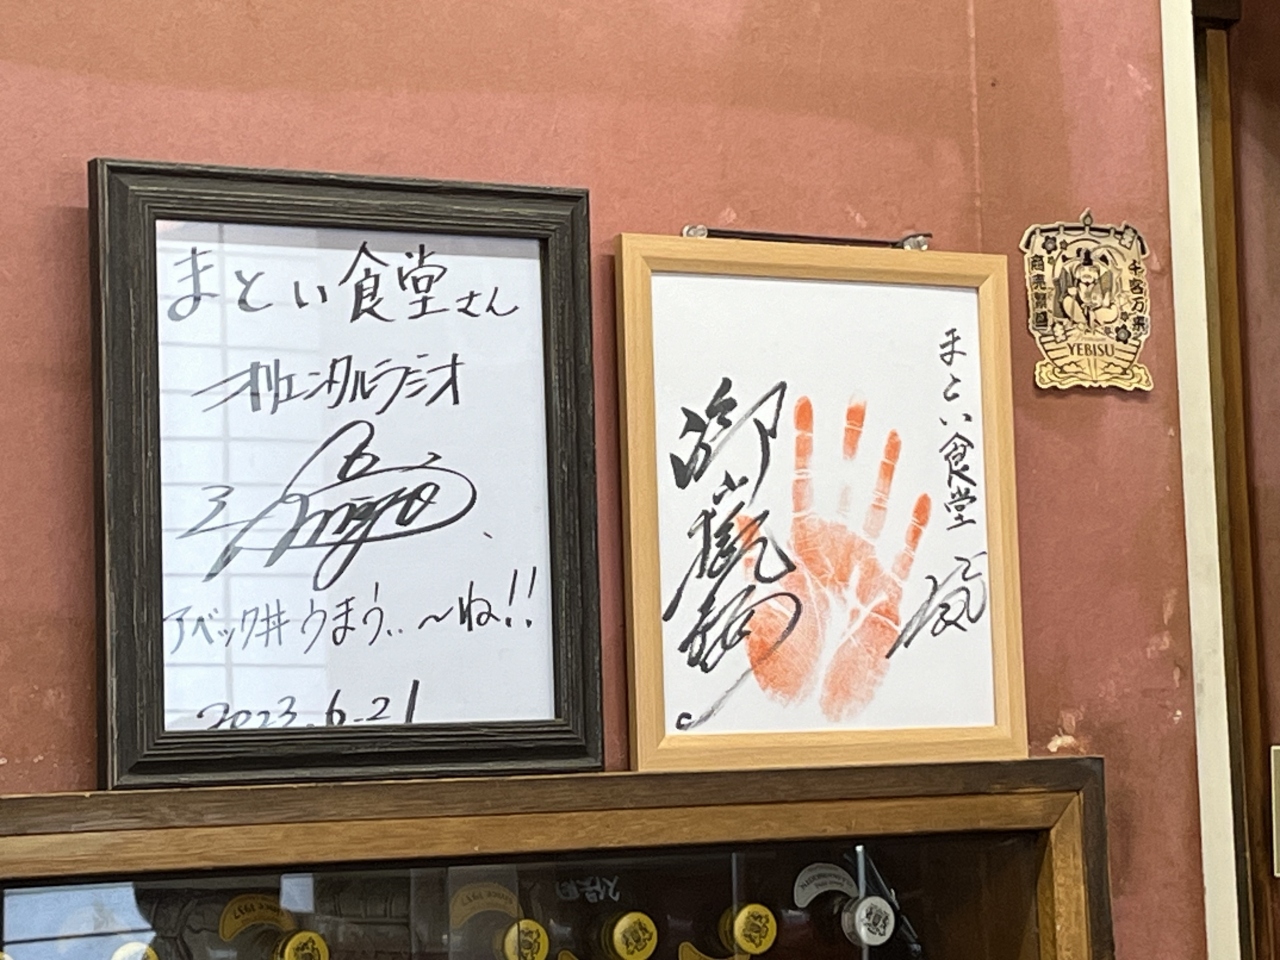 まとい食堂さん
オリエンタルラジオ
アベック丼うまう..〜ね!!
2023.6.21
まとい食堂
御嶽海
商売繁盛
千客万来
YEBISU